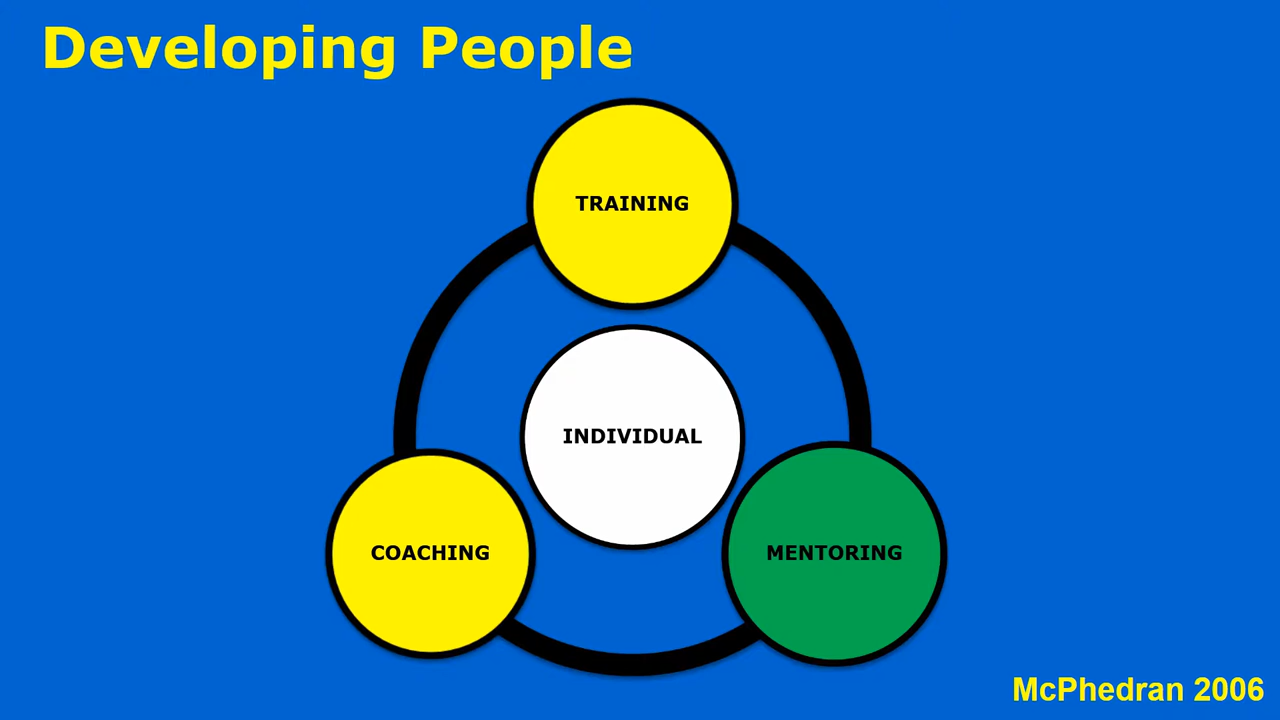 Developing People
TRAINING
INDIVIDUAL
COACHING
MENTORING
McPhedran 2006